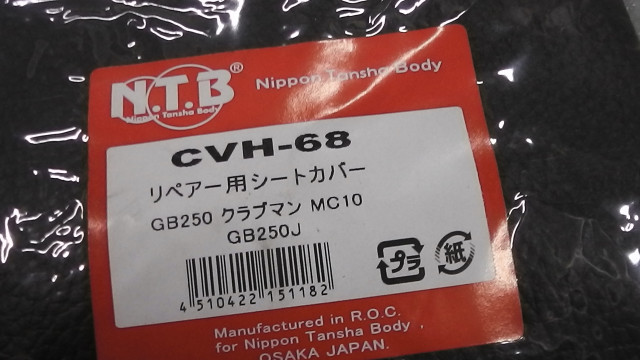 N.T.B®
Nippon Tansha Body
Nippon Tansha Body
CVH-68
リペアー用シートカバー
GB250 クラブマン MC10
GB250J
4 510422 151182
プラ
紙
Manufactured in R.O.C.
for Nippon Tansha Body ,
OSAKA JAPAN.